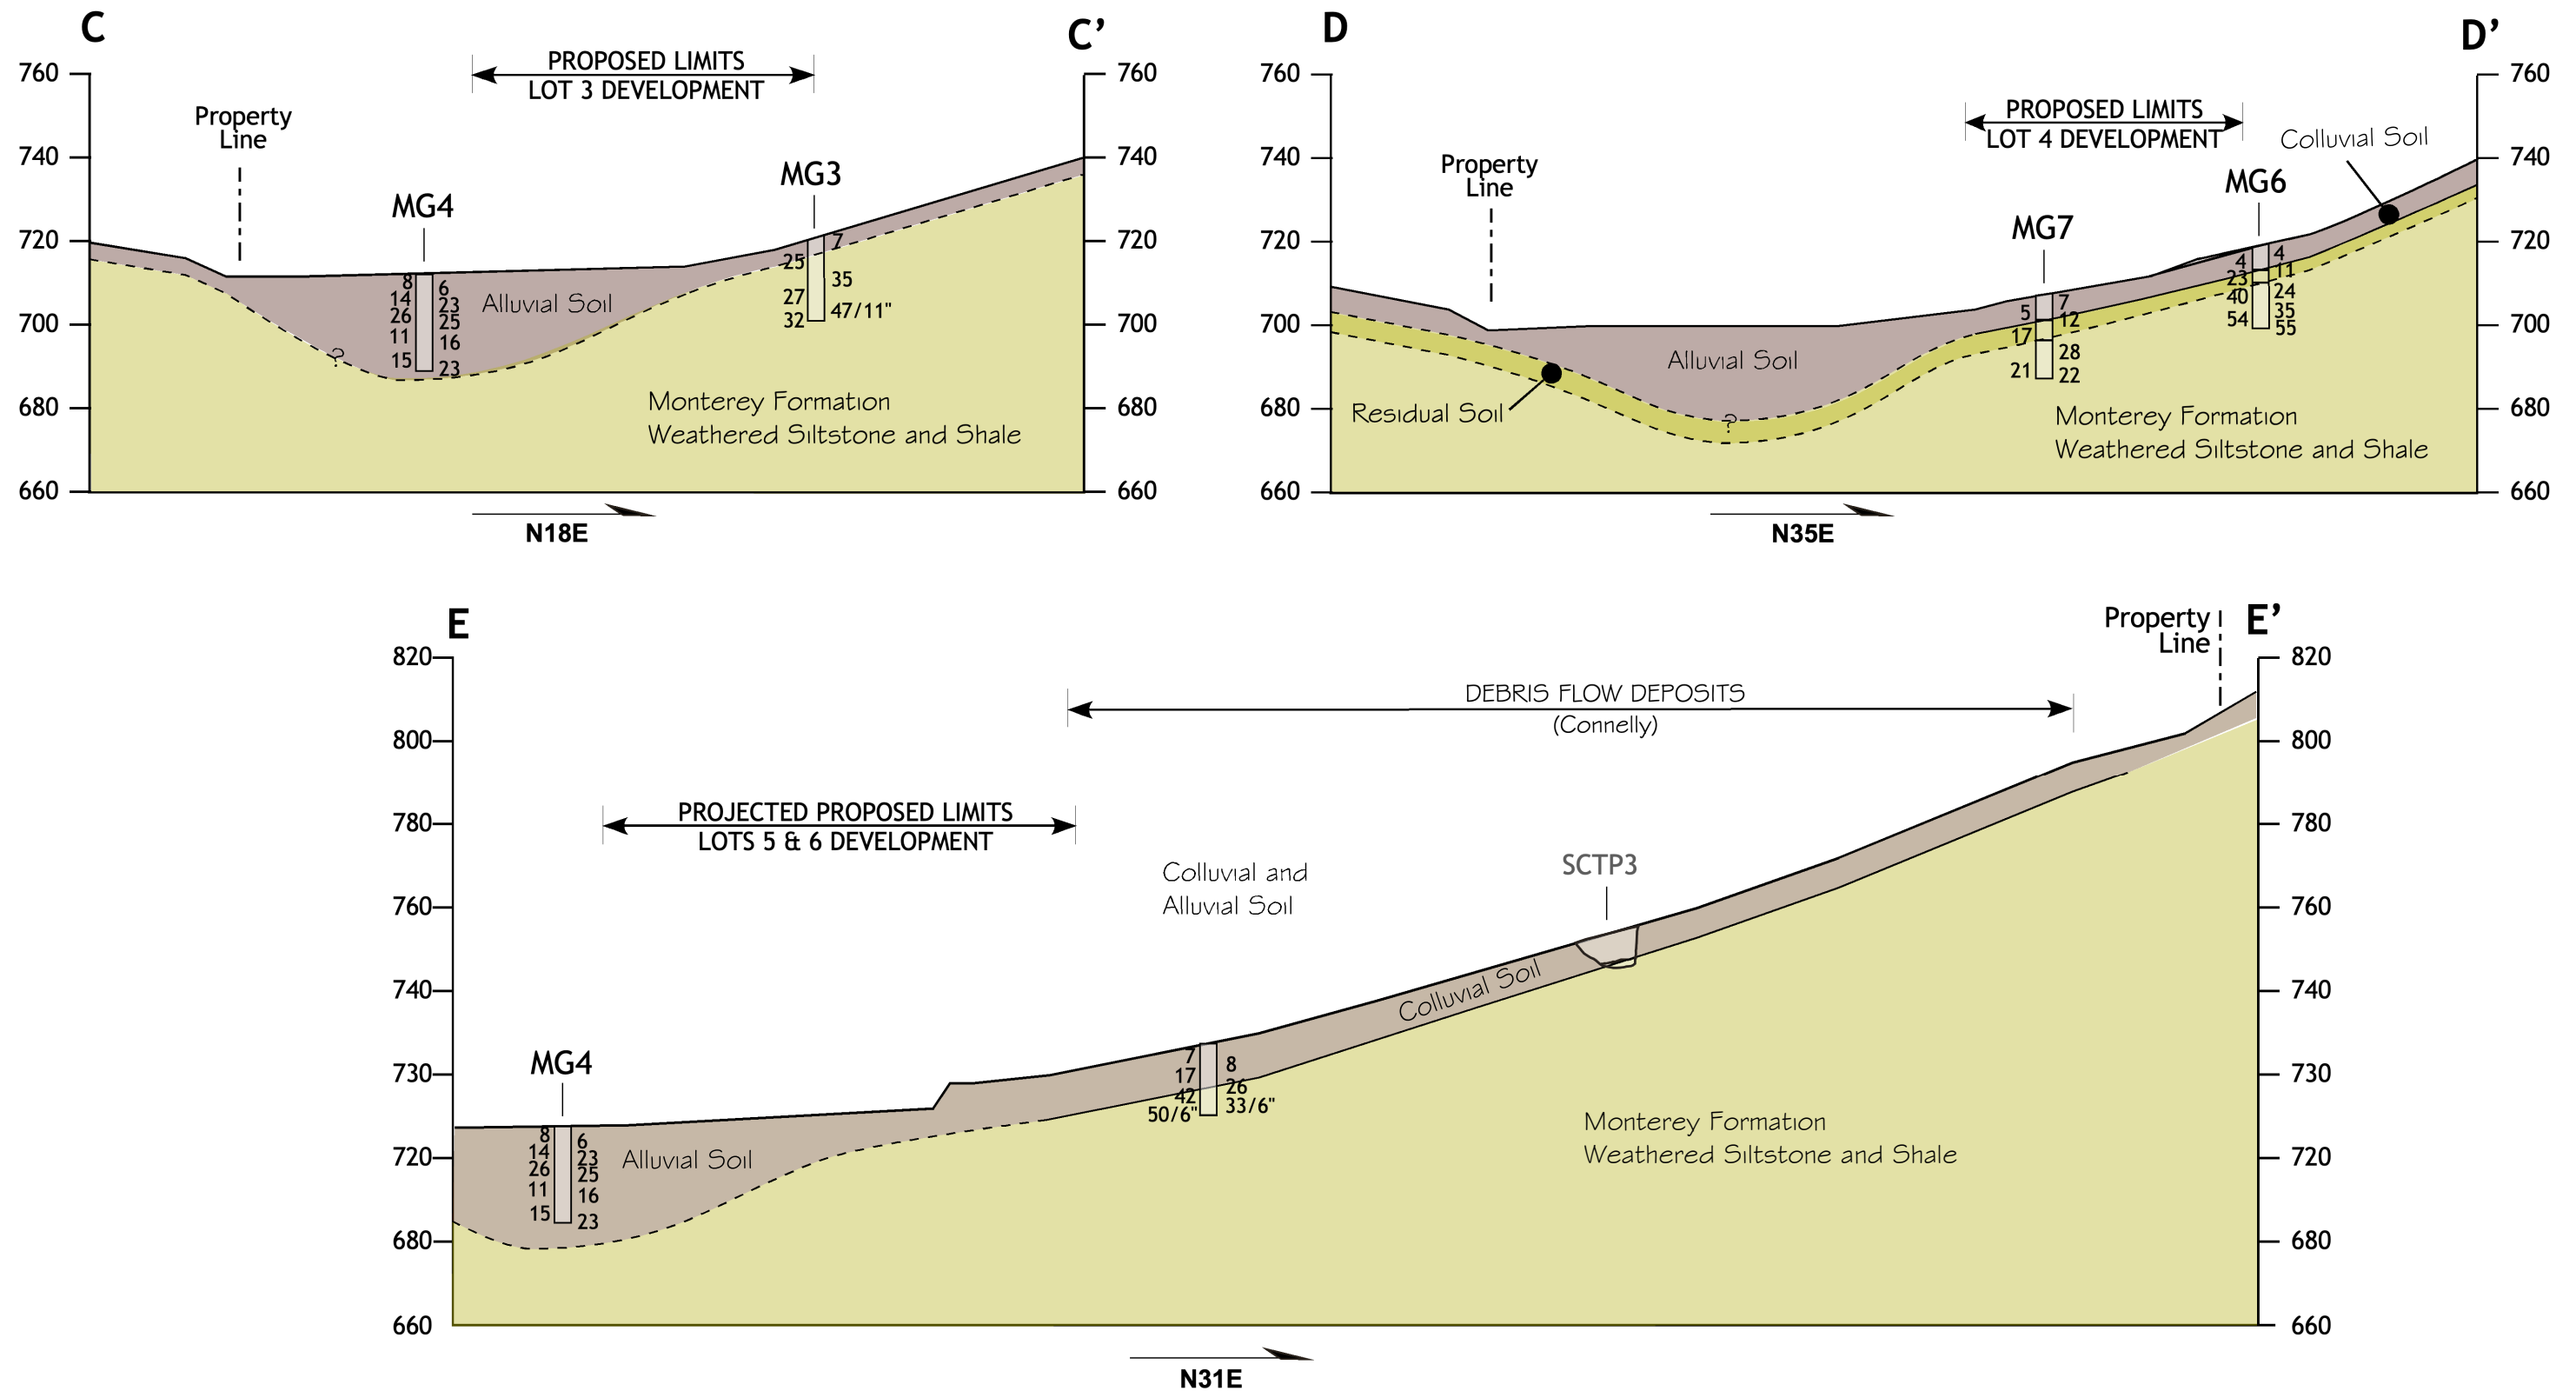 C
C’
760
740
720
700
680
660
760
740
720
700
680
660
PROPOSED LIMITS
LOT 3 DEVELOPMENT
Property
Line
MG4
MG3
8
14
26
11
15
6
23
25
16
23
Alluvial Soil
25
27
32
7
35
47/11"
?
Monterey Formation
Weathered Siltstone and Shale
N18E
D
D’
760
740
720
700
680
660
760
740
720
700
680
660
PROPOSED LIMITS
LOT 4 DEVELOPMENT
Colluvial Soil
Property
Line
MG7
MG6
5
17
21
7
12
28
22
4
23
40
54
4
11
24
35
55
Alluvial Soil
Residual Soil
?
Monterey Formation
Weathered Siltstone and Shale
N35E
E
E’
Property
Line
820
800
780
760
740
730
720
680
660
820
800
780
760
740
730
720
680
660
DEBRIS FLOW DEPOSITS
(Connelly)
PROJECTED PROPOSED LIMITS
LOTS 5 & 6 DEVELOPMENT
Colluvial and
Alluvial Soil
SCTP3
Colluvial Soil
MG4
8
14
26
11
15
6
23
25
16
23
Alluvial Soil
7
17
42
50/6"
8
26
33/6"
Monterey Formation
Weathered Siltstone and Shale
N31E